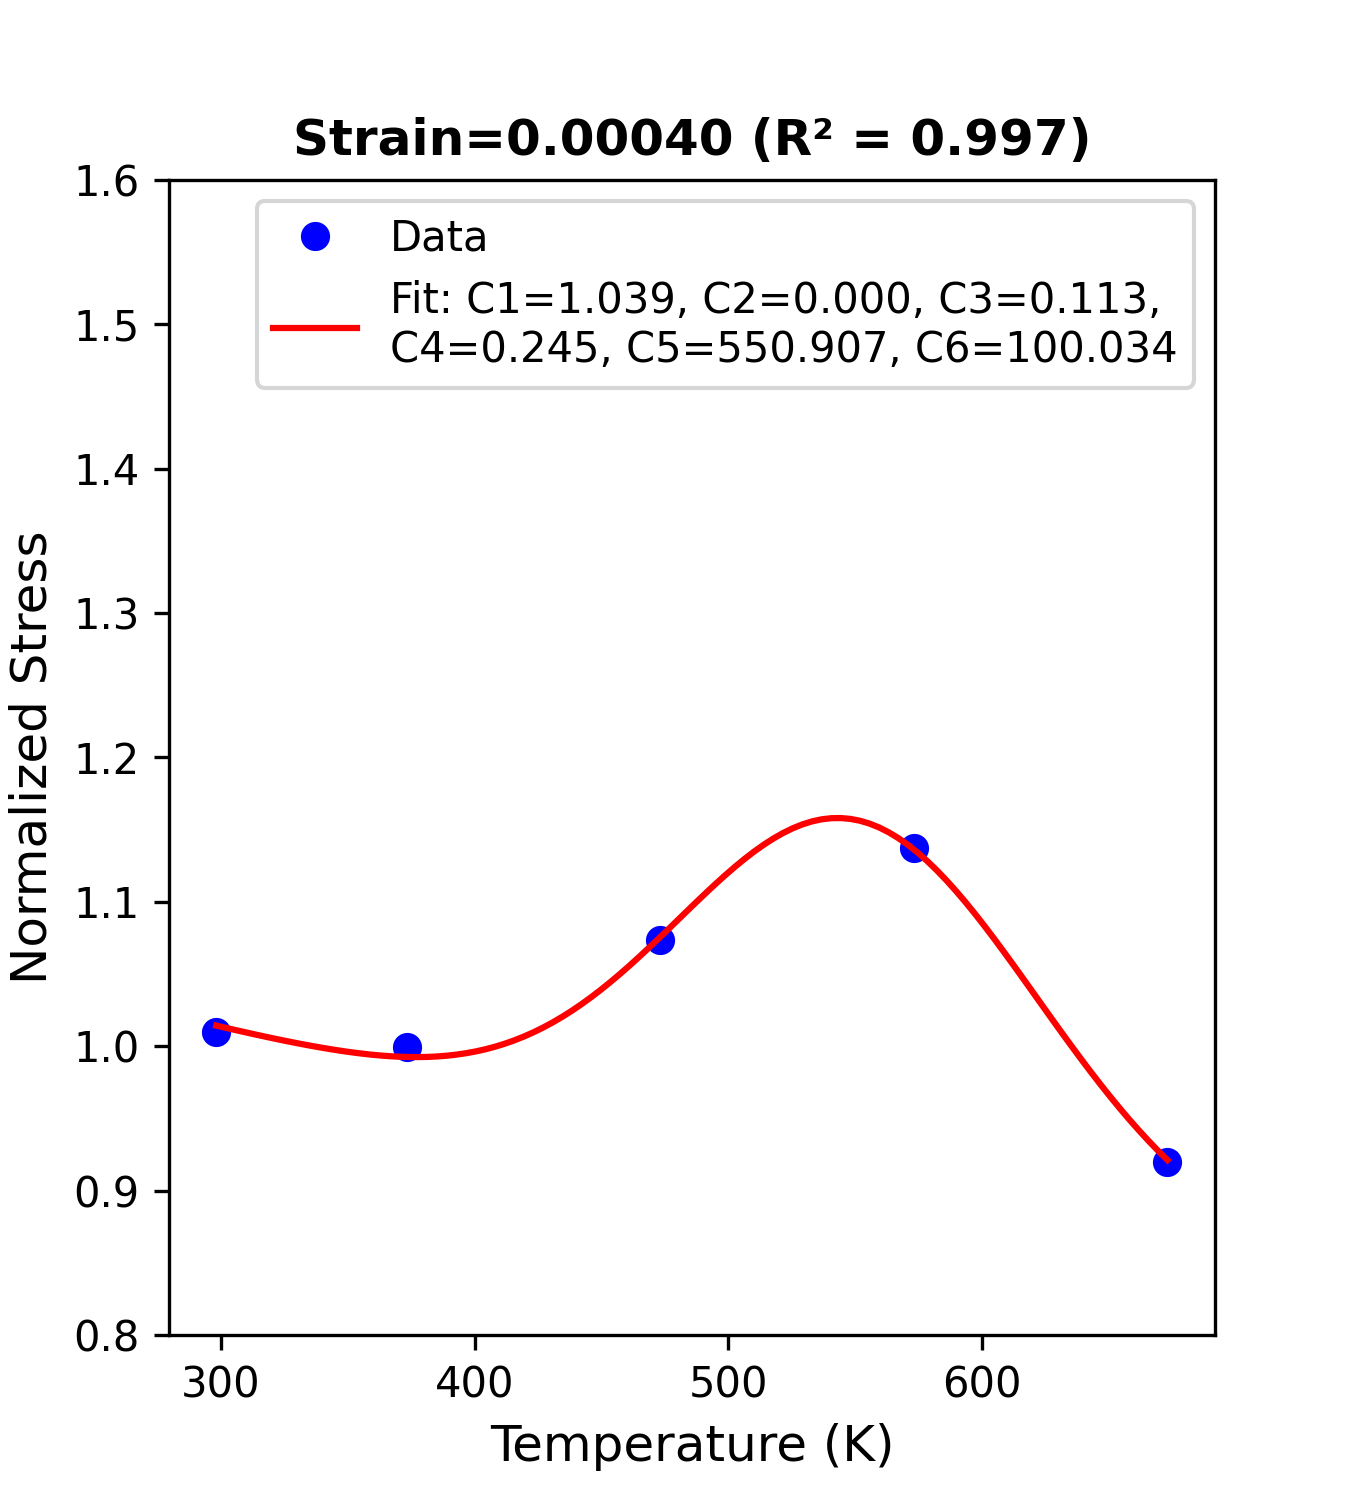 Strain=0.00040 (R² = 0.997)
1.6
1.5
1.4
1.3
1.2
1.1
1.0
0.9
0.8
Normalized Stress
Data
Fit: C1=1.039, C2=0.000, C3=0.113,
C4=0.245, C5=550.907, C6=100.034
300 400 500 600
Temperature (K)